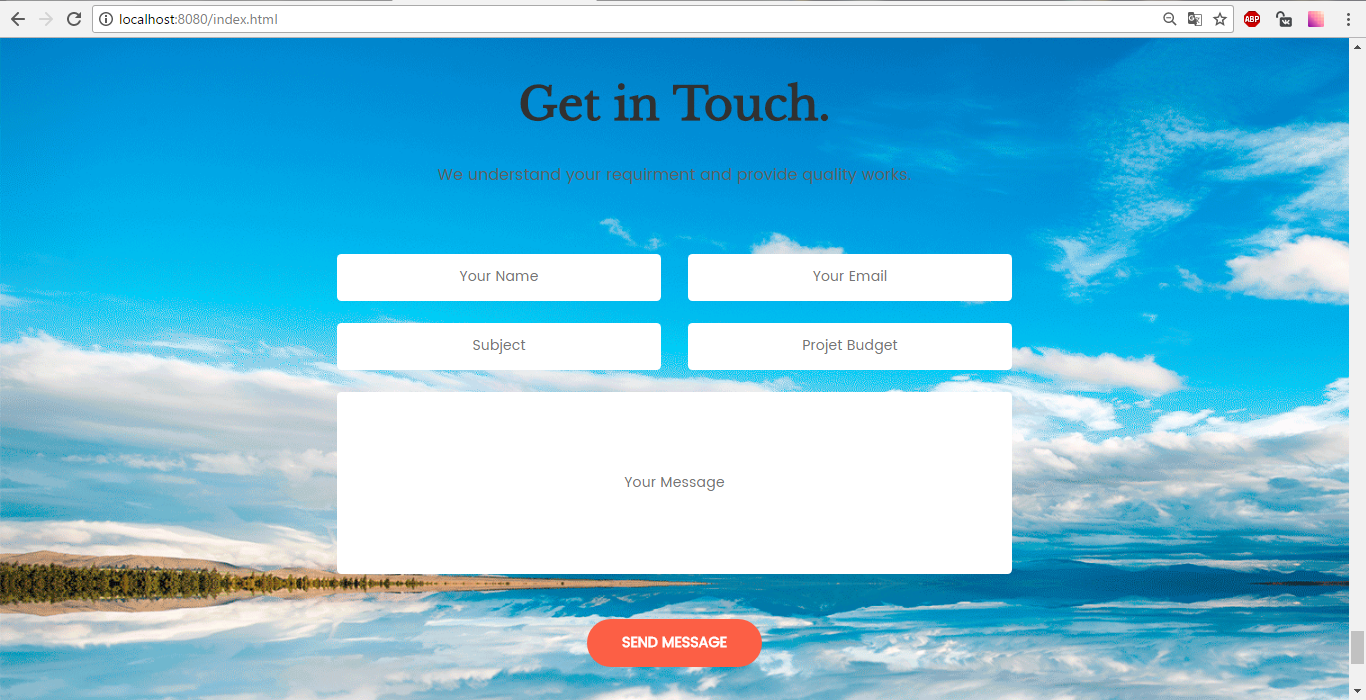 localhost:8080/index.html
ABP
Get in Touch.
We understand your requirment and provide quality works.
Your Name
Your Email
Subject
Projet Budget
Your Message
SEND MESSAGE